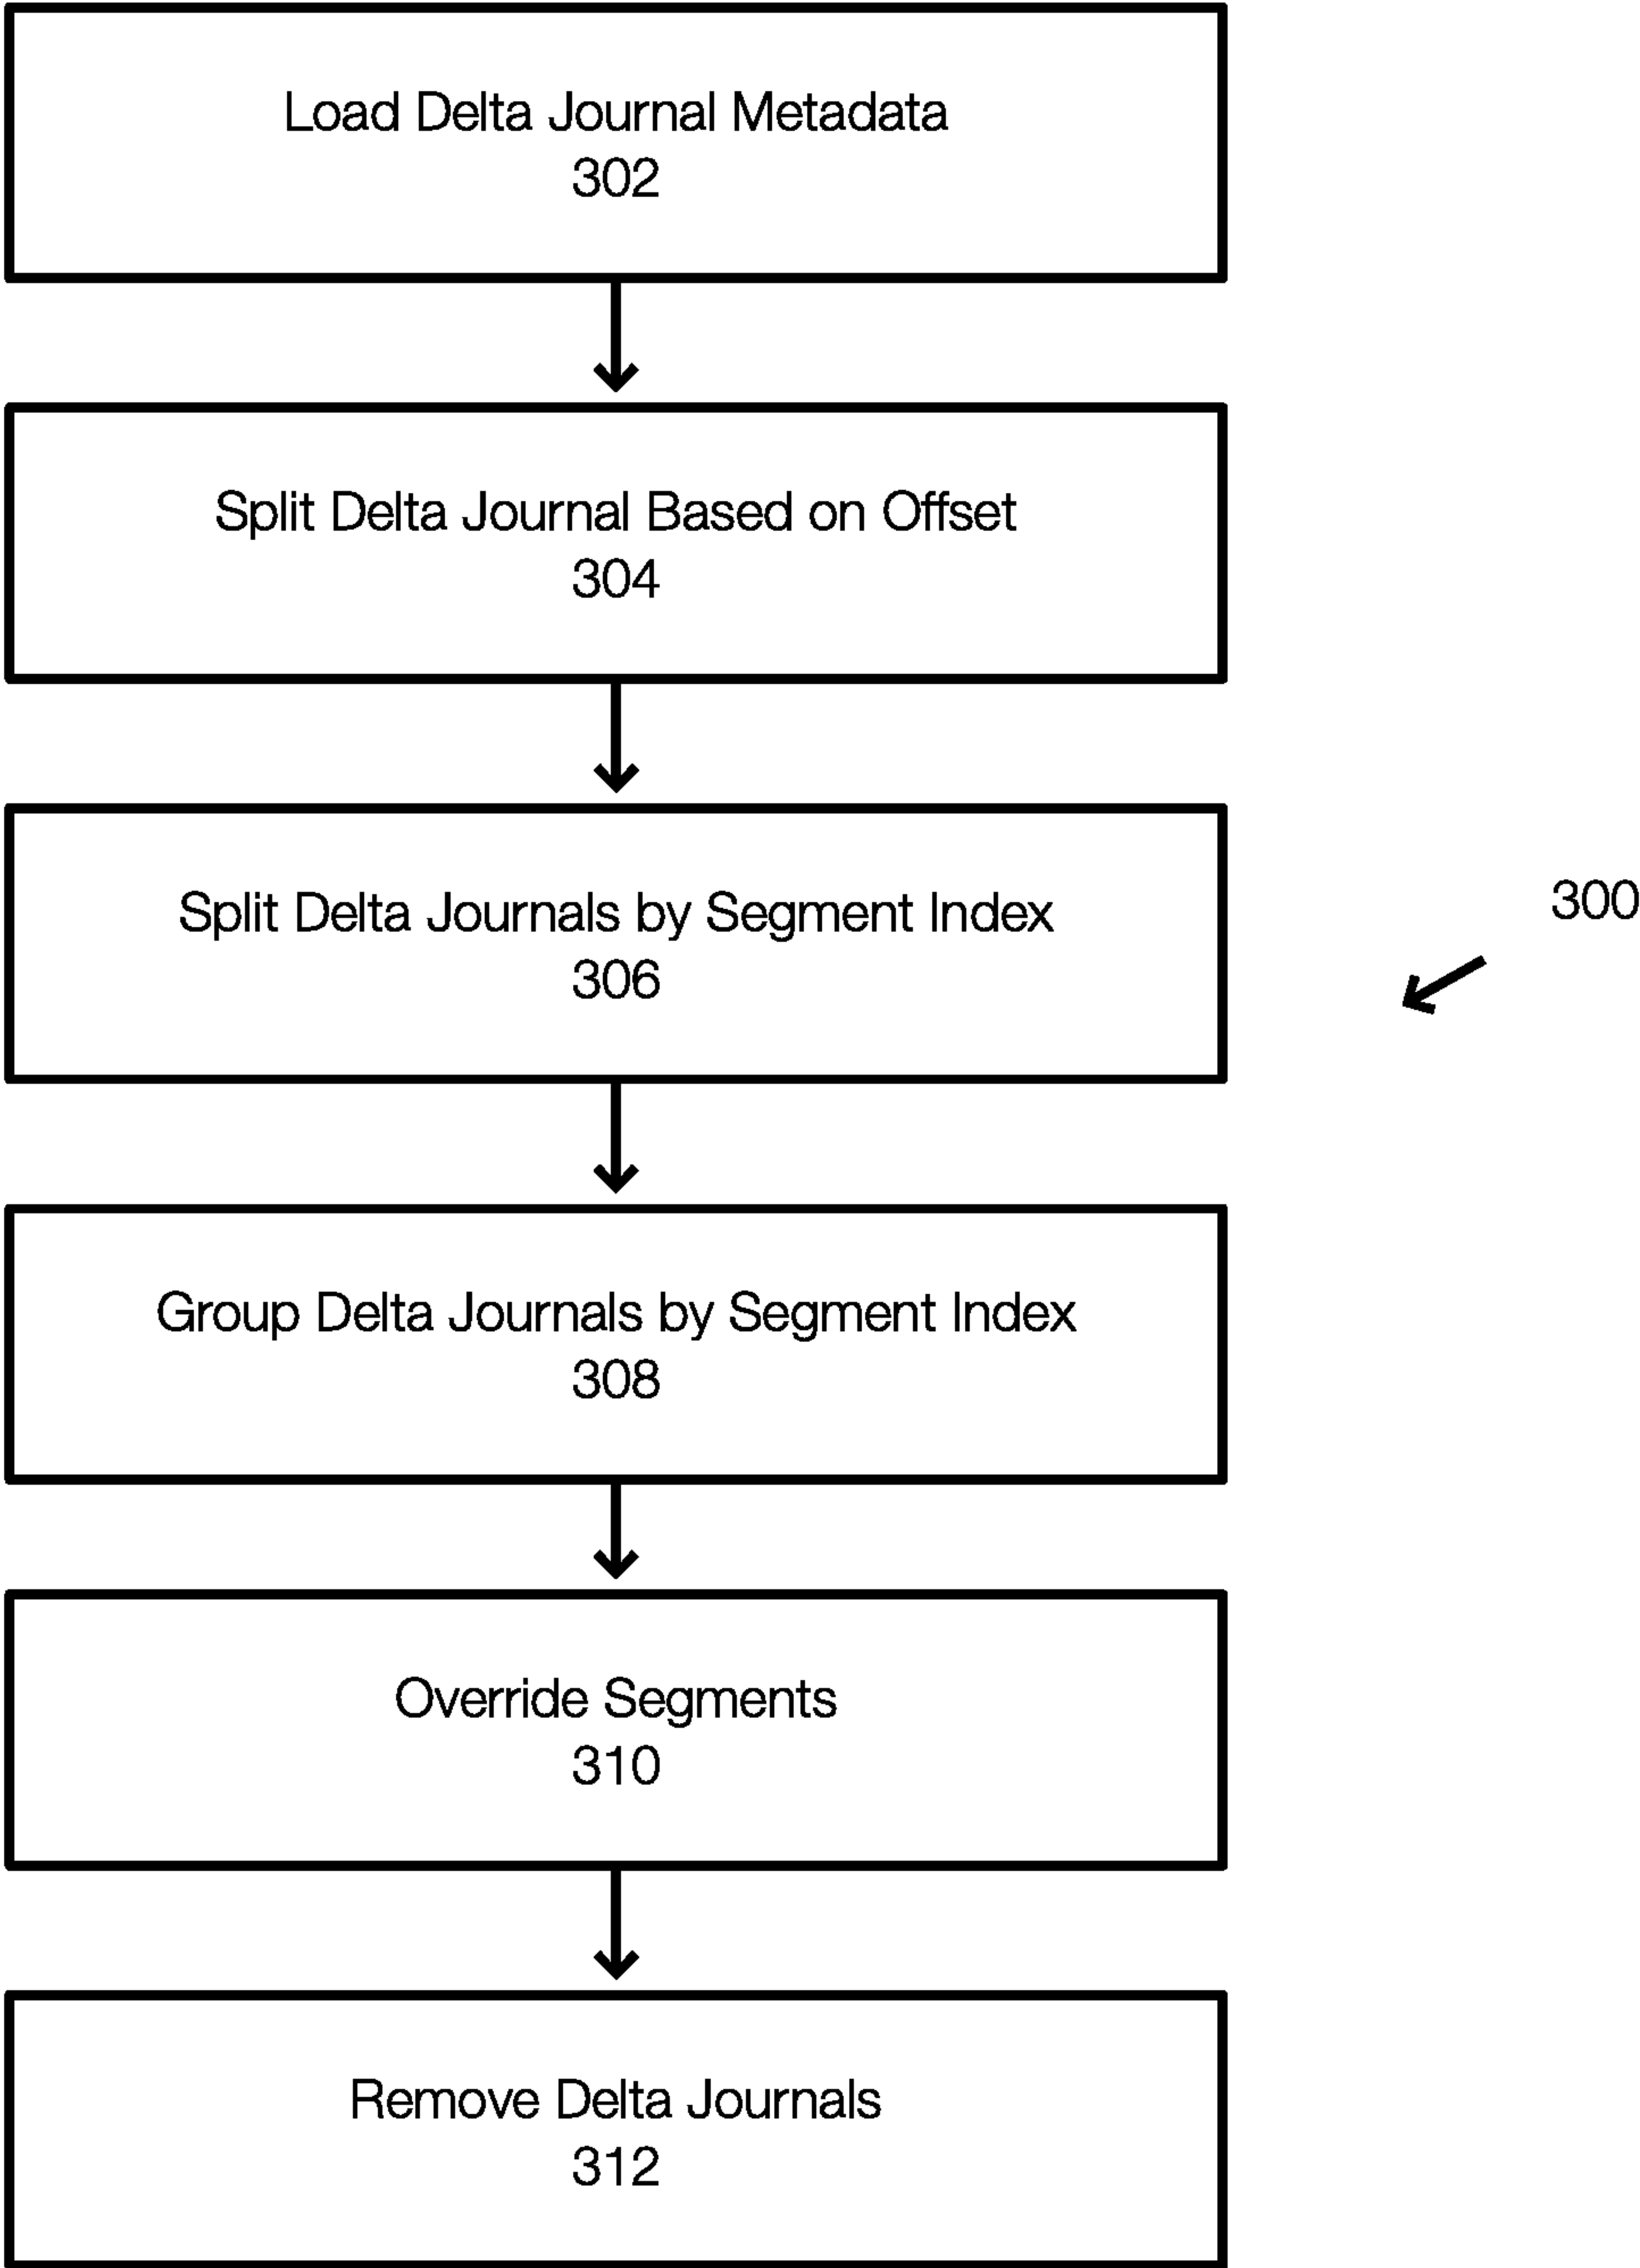 Load Delta Journal Metadata
302
Split Delta Journal Based on Offset
304
Split Delta Journals by Segment Index
306
300
Group Delta Journals by Segment Index
308
Override Segments
310
Remove Delta Journals
312